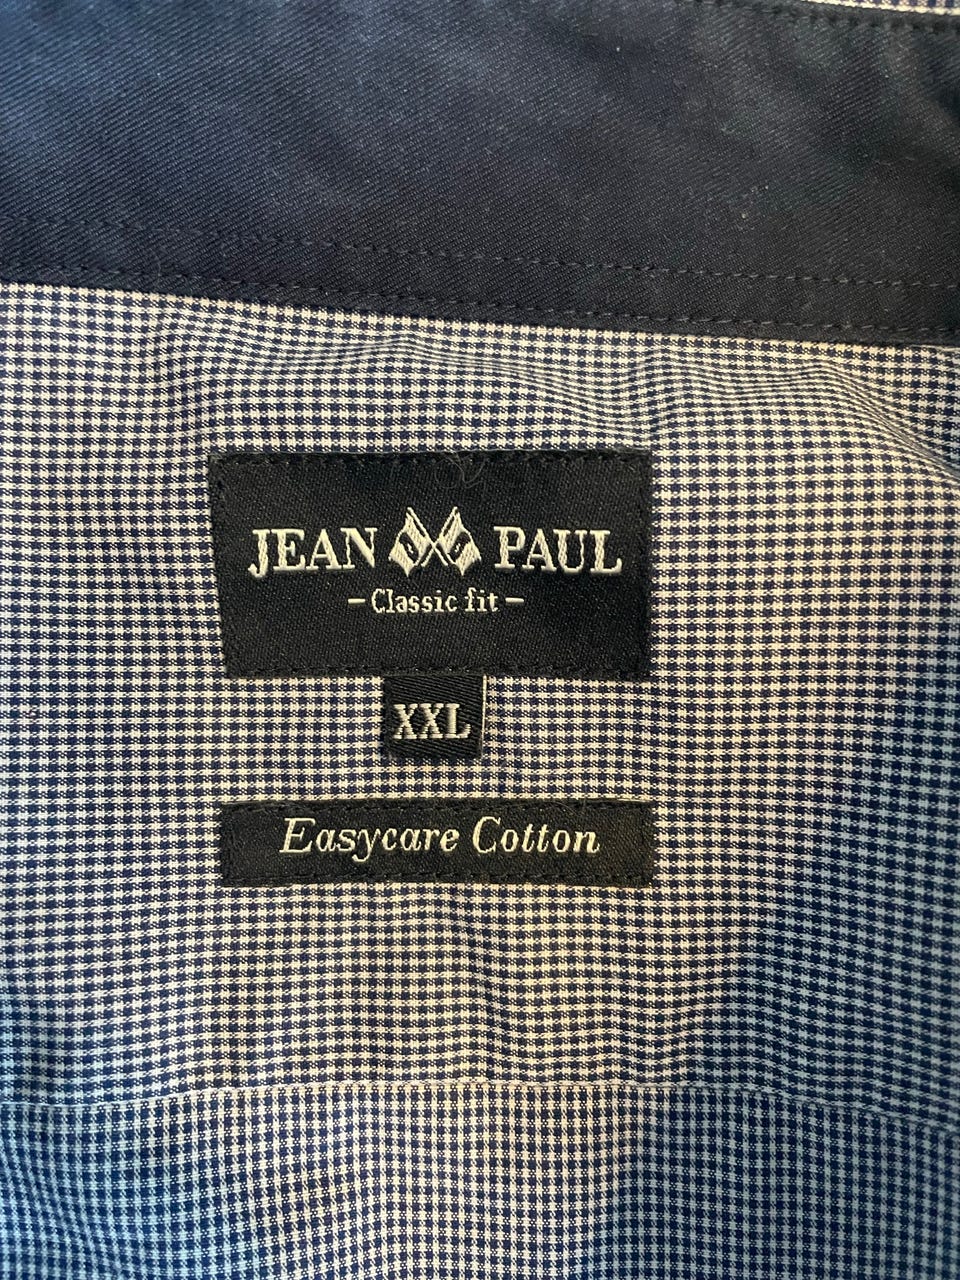 JEAN PAUL
- Classic fit -
XXL
Easycare Cotton